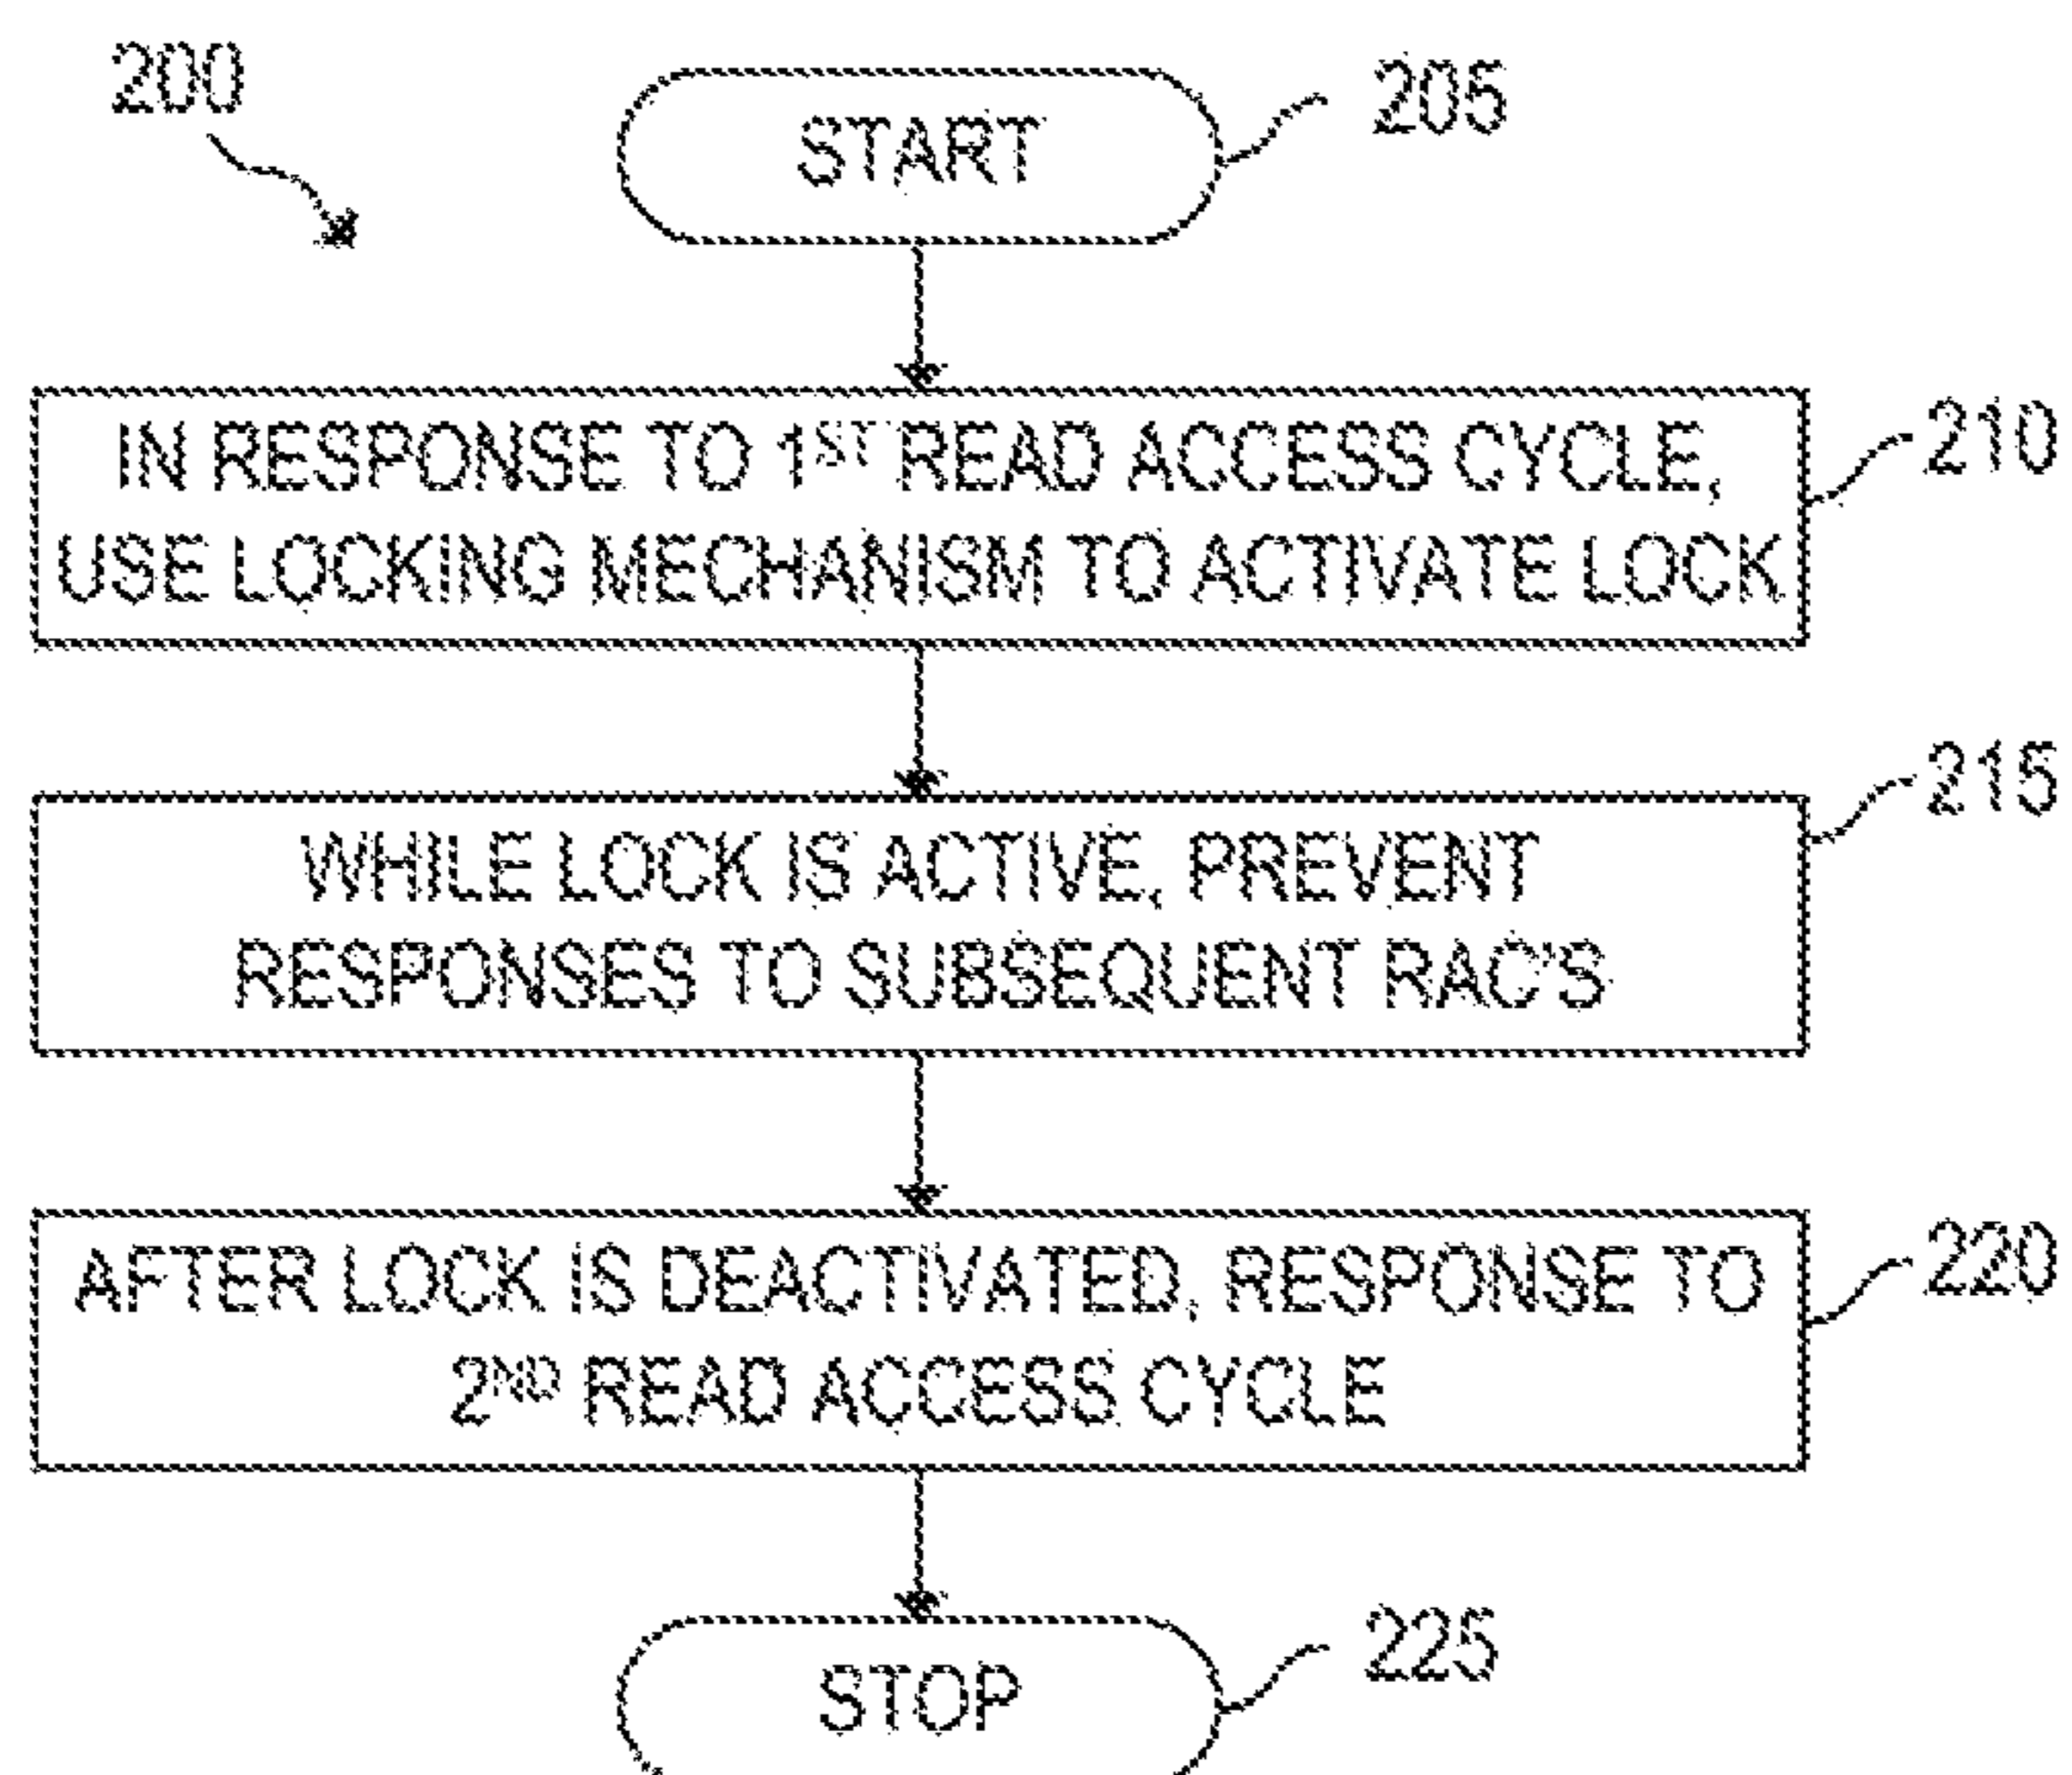 200
START
205
IN RESPONSE TO 1ST READ ACCESS CYCLE,
210
USE LOCKING MECHANISM TO ACTIVATE LOCK
215
WHILE LOCK IS ACTIVE, PREVENT
RESPONSES TO SUBSEQUENT RAC'S
220
AFTER LOCK IS DEACTIVATED, RESPONSE TO
2ND READ ACCESS CYCLE
225
STOP